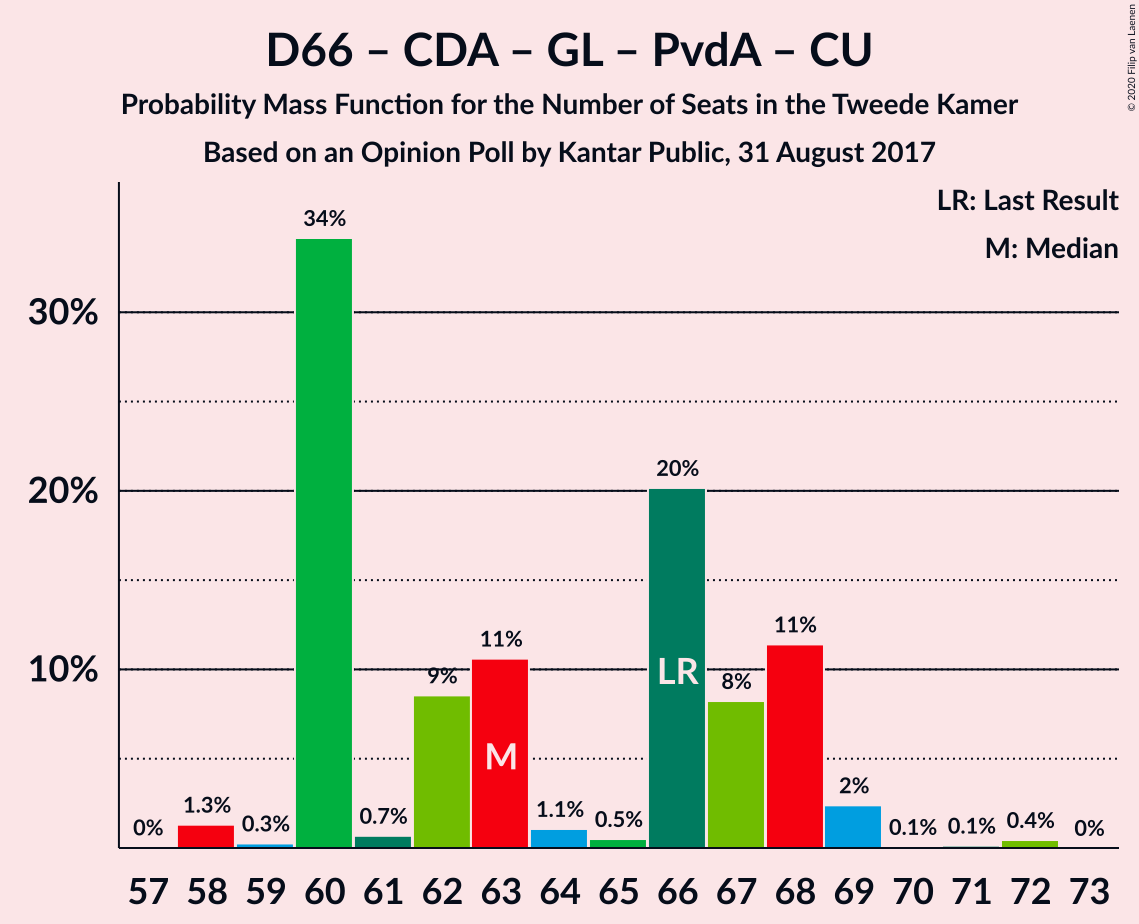 D66 – CDA – GL – PvdA – CU
Probability Mass Function for the Number of Seats in the Tweede Kamer
Based on an Opinion Poll by Kantar Public, 31 August 2017
© 2020 Filip van Laenen
LR: Last Result
M: Median
30%
20%
10%
0%
1.3%
0.3%
34%
0.7%
9%
11%
1.1%
0.5%
20%
8%
11%
2%
0.1%
0.1%
0.4%
0%
M
LR
57 58 59 60 61 62 63 64 65 66 67 68 69 70 71 72 73